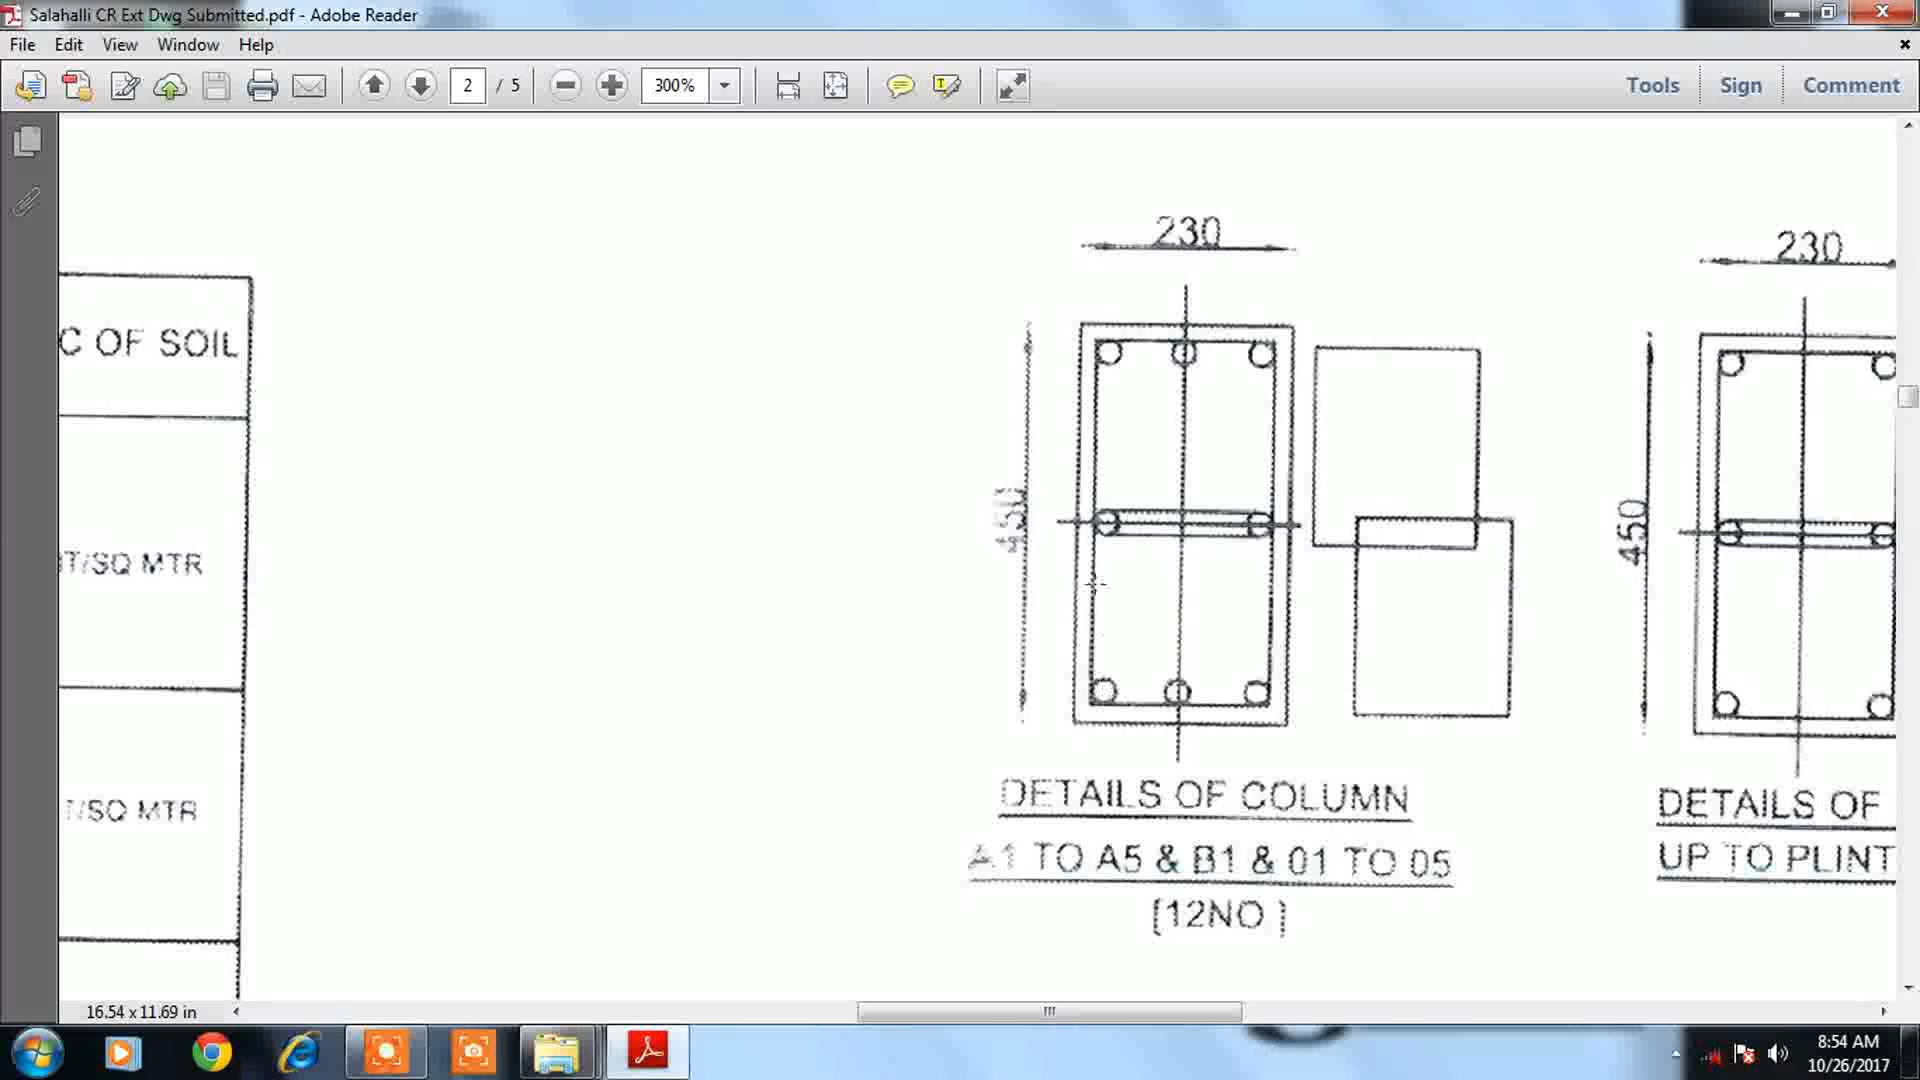 Salahalli CR Ext Dwg Submitted.pdf - Adobe Reader
File Edit View Window Help
2 / 5 300% Tools Sign Comment
C OF SOIL
T/SQ MTR
T/SQ MTR
230
450
DETAILS OF COLUMN
A1 TO A5 & B1 & 01 TO 05
[12NO ]
230
450
DETAILS OF
UP TO PLINT
16.54 x 11.69 in
8:54 AM
10/26/2017